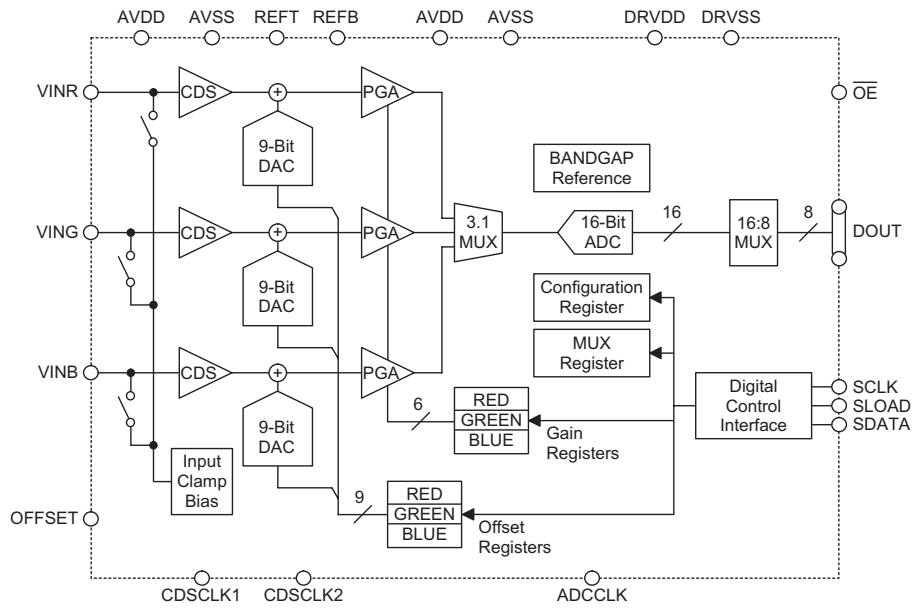 AVDD AVSS REFT REFB AVDD AVSS DRVDD DRVSS
VINR
CDS
+
PGA
OE
9-Bit
DAC
BANDGAP
Reference
VING
CDS
+
PGA
3.1
MUX
16-Bit
ADC
16
16:8
MUX
8
DOUT
9-Bit
DAC
Configuration
Register
MUX
Register
VINB
CDS
+
PGA
Digital
Control
Interface
SCLK
SLOAD
SDATA
9-Bit
DAC
6
RED
GREEN
BLUE
Gain
Registers
Input
Clamp
Bias
9
RED
GREEN
BLUE
Offset
Registers
OFFSET
CDSCLK1 CDSCLK2 ADCCLK